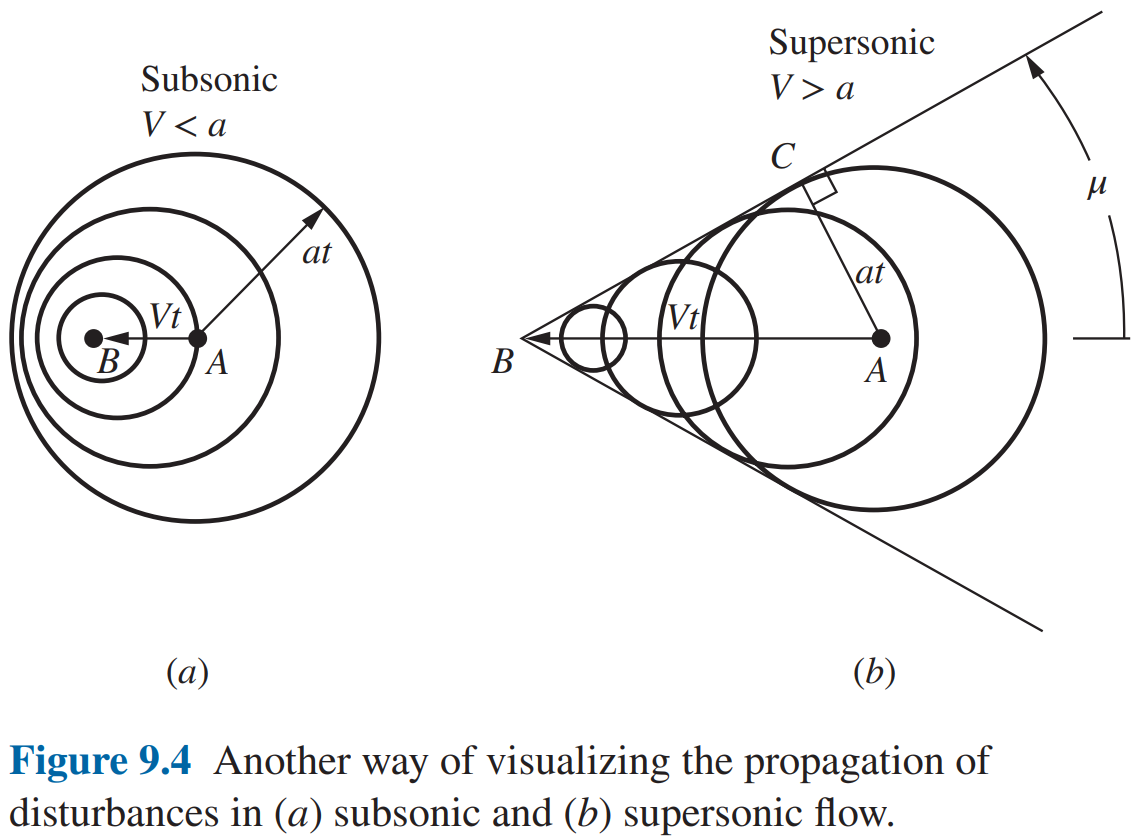 Subsonic
V < a
at
Vt
B
A
(a)
Supersonic
V > a
C
μ
at
Vt
B
A
(b)
Figure 9.4 Another way of visualizing the propagation of
disturbances in (a) subsonic and (b) supersonic flow.